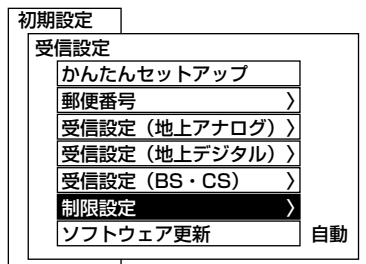 初期設定
受信設定
かんたんセットアップ
郵便番号 〉
受信設定（地上アナログ）〉
受信設定（地上デジタル）〉
受信設定（BS・CS） 〉
制限設定 〉
ソフトウェア更新 自動